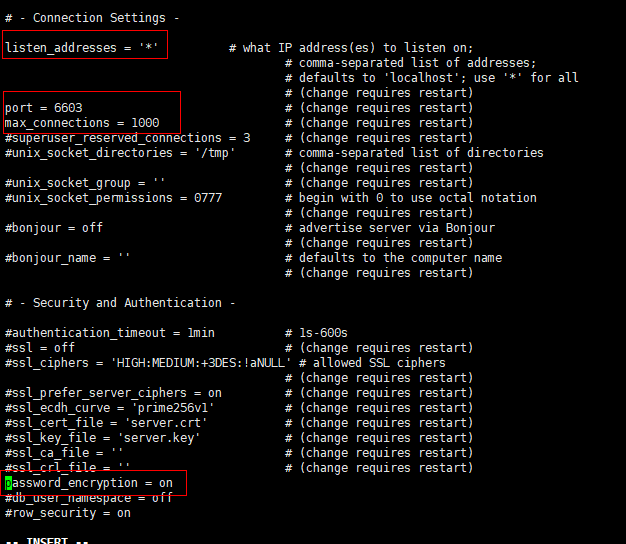 # - Connection Settings -
listen_addresses = '*'          # what IP address(es) to listen on;
                                        # comma-separated list of addresses;
                                        # defaults to 'localhost'; use '*' for all
                                        # (change requires restart)
port = 6603                             # (change requires restart)
max_connections = 1000                  # (change requires restart)
#superuser_reserved_connections = 3     # (change requires restart)
#unix_socket_directories = '/tmp'       # comma-separated list of directories
                                        # (change requires restart)
#unix_socket_group = ''                 # (change requires restart)
#unix_socket_permissions = 0777         # begin with 0 to use octal notation
                                        # (change requires restart)
#bonjour = off                          # advertise server via Bonjour
                                        # (change requires restart)
#bonjour_name = ''                      # defaults to the computer name
                                        # (change requires restart)
# - Security and Authentication -
#authentication_timeout = 1min          # 1s-600s
#ssl = off                              # (change requires restart)
#ssl_ciphers = 'HIGH:MEDIUM:+3DES:!aNULL' # allowed SSL ciphers
                                        # (change requires restart)
#ssl_prefer_server_ciphers = on         # (change requires restart)
#ssl_ecdh_curve = 'prime256v1'          # (change requires restart)
#ssl_cert_file = 'server.crt'           # (change requires restart)
#ssl_key_file = 'server.key'            # (change requires restart)
#ssl_ca_file = ''                       # (change requires restart)
#ssl_crl_file = ''                      # (change requires restart)
password_encryption = on
#db_user_namespace = off
#row_security = on
-- INSERT --